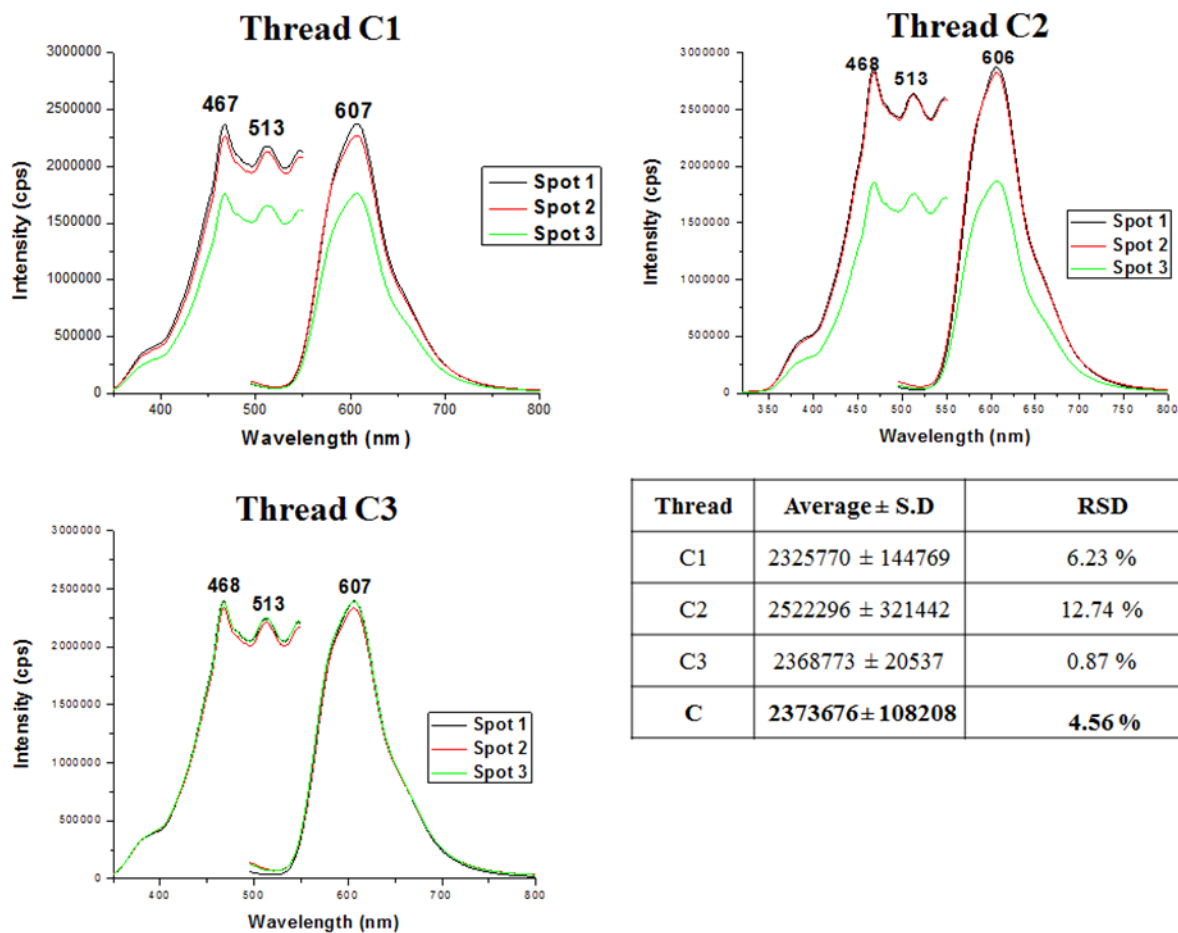 Thread C1
3000000
2500000
2000000
1500000
1000000
500000
0
Intensity (cps)
467
513
607
Spot 1
Spot 2
Spot 3
400
500
600
700
800
Wavelength (nm)
Thread C2
3000000
2500000
2000000
1500000
1000000
500000
0
Intensity (cps)
468
513
606
Spot 1
Spot 2
Spot 3
350
400
450
500
550
600
650
700
750
800
Wavelength (nm)
Thread C3
3000000
2500000
2000000
1500000
1000000
500000
0
Intensity (cps)
468
513
607
Spot 1
Spot 2
Spot 3
400
500
600
700
800
Wavelength (nm)
Thread Average ± S.D RSD
C1 2325770 ± 144769 6.23 %
C2 2522296 ± 321442 12.74 %
C3 2368773 ± 20537 0.87 %
C 2373676 ± 108208 4.56 %